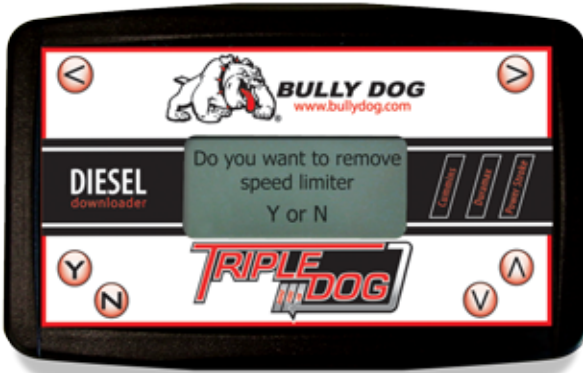 <
>
BULLY DOG
®
www.bullydog.com
DIESEL
downloader
Do you want to remove
speed limiter
Y or N
Cummins
Duramax
Power Stroke
Y
N
TRIPLE
DOG